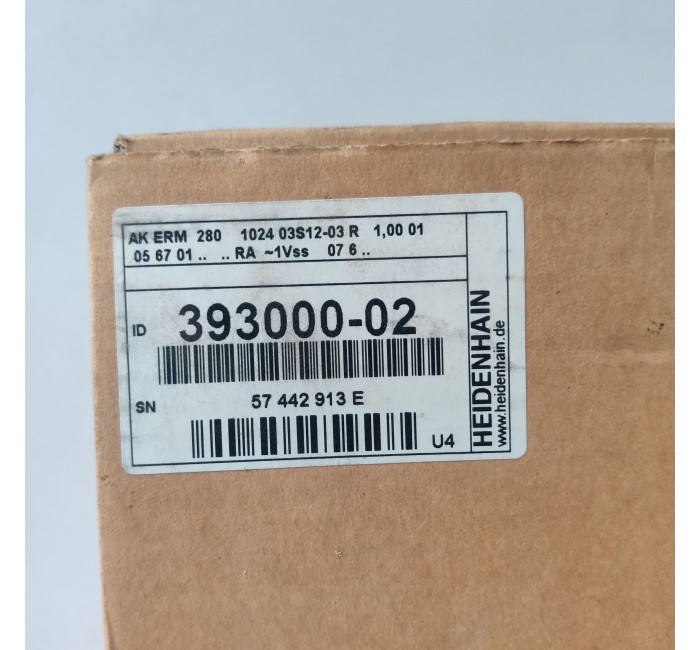 AK ERM 280 1024 03S12-03 R 1,00 01
05 67 01 .. .. RA ~1Vss 07 6 ..
ID 393000-02
SN 57 442 913 E
U4
HEIDENHAIN
www.heidenhain.de